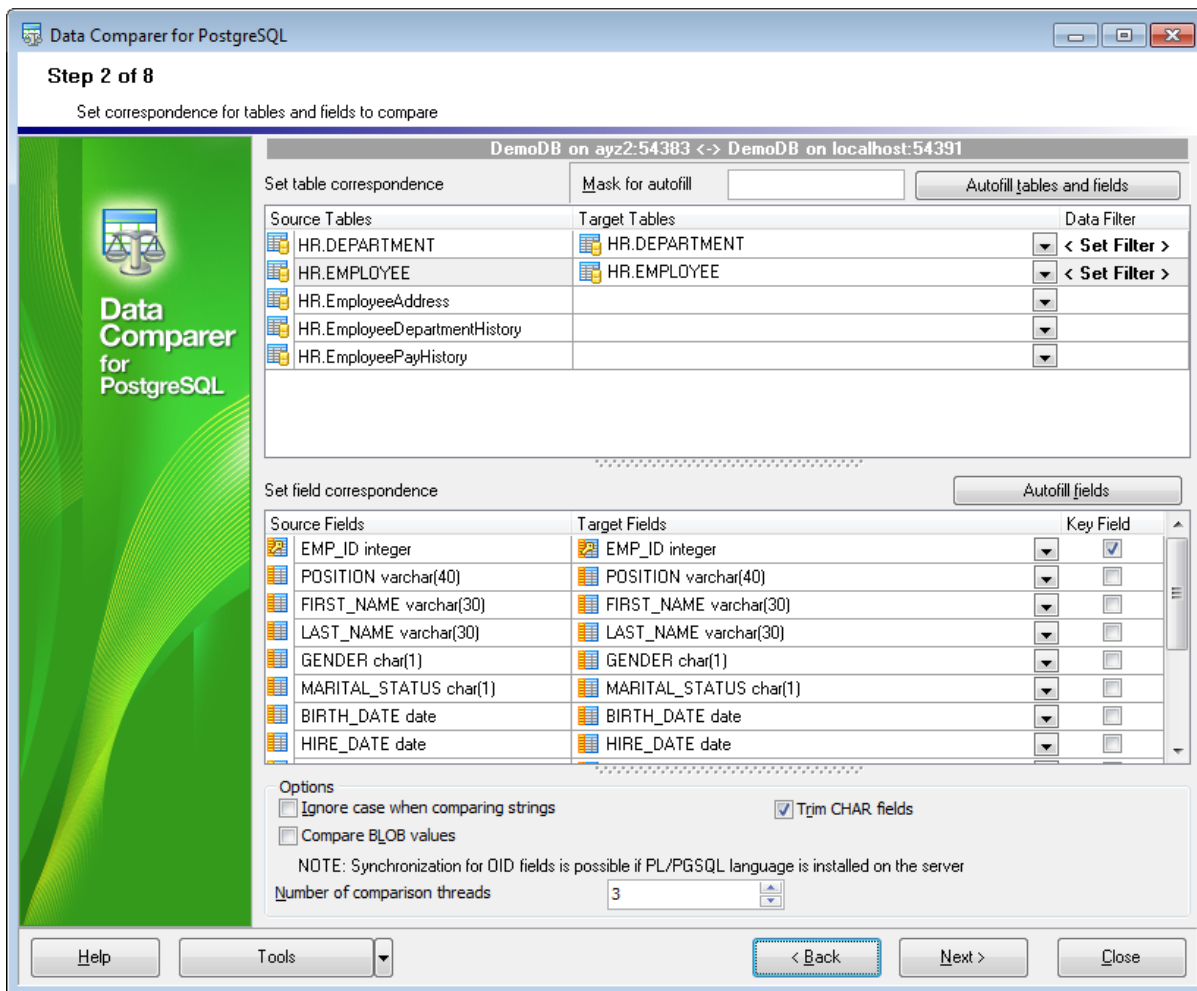 Data Comparer for PostgreSQL
Step 2 of 8
Set correspondence for tables and fields to compare
DemoDB on ayz2:54383 <-> DemoDB on localhost:54391
Data
Comparer
for
PostgreSQL
Set table correspondence Mask for autofill Autofill tables and fields
Source Tables Target Tables Data Filter
HR.DEPARTMENT HR.DEPARTMENT < Set Filter >
HR.EMPLOYEE HR.EMPLOYEE < Set Filter >
HR.EmployeeAddress
HR.EmployeeDepartmentHistory
HR.EmployeePayHistory
Set field correspondence Autofill fields
Source Fields Target Fields Key Field
EMP_ID integer EMP_ID integer
POSITION varchar(40) POSITION varchar(40)
FIRST_NAME varchar(30) FIRST_NAME varchar(30)
LAST_NAME varchar(30) LAST_NAME varchar(30)
GENDER char(1) GENDER char(1)
MARITAL_STATUS char(1) MARITAL_STATUS char(1)
BIRTH_DATE date BIRTH_DATE date
HIRE_DATE date HIRE_DATE date
Options
Ignore case when comparing strings Trim CHAR fields
Compare BLOB values
NOTE: Synchronization for OID fields is possible if PL/PGSQL language is installed on the server
Number of comparison threads 3
Help Tools < Back Next > Close